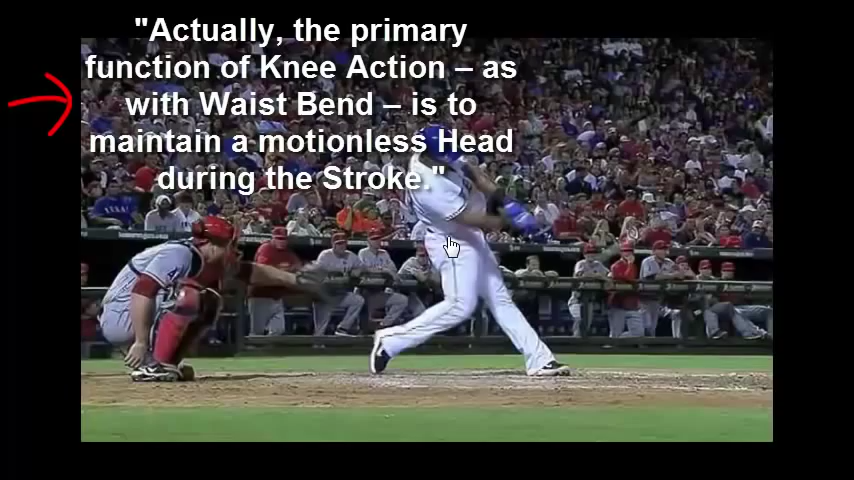 "Actually, the primary
function of Knee Action – as
with Waist Bend – is to
maintain a motionless Head
during the Stroke."